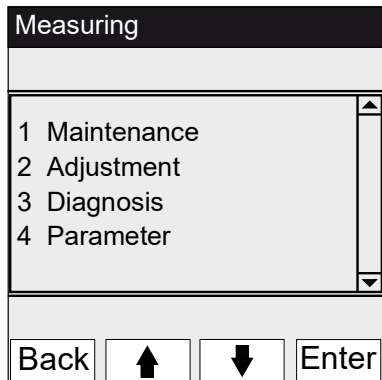 Measuring
1 Maintenance
2 Adjustment
3 Diagnosis
4 Parameter
Back Enter